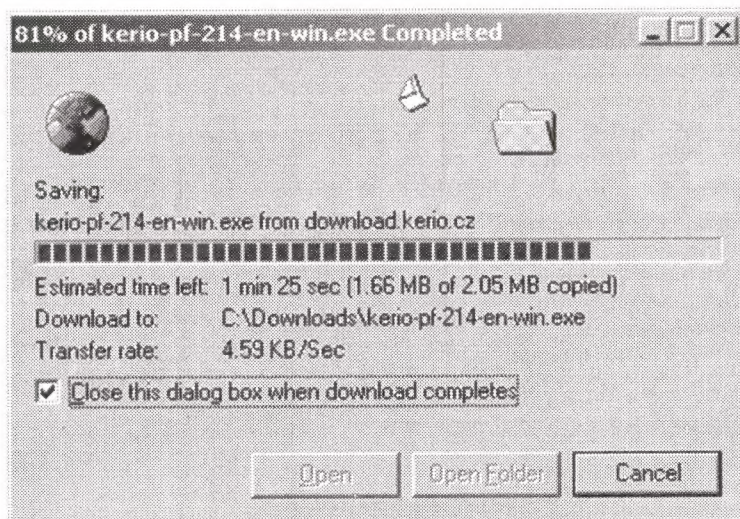 81% of kerio-pf-214-en-win.exe Completed
Saving:
kerio-pf-214-en-win.exe from download.kerio.cz
Estimated time left: 1 min 25 sec (1.66 MB of 2.05 MB copied)
Download to: C:\Downloads\kerio-pf-214-en-win.exe
Transfer rate: 4.59 KB/Sec
Close this dialog box when download completes
Open Open Folder Cancel